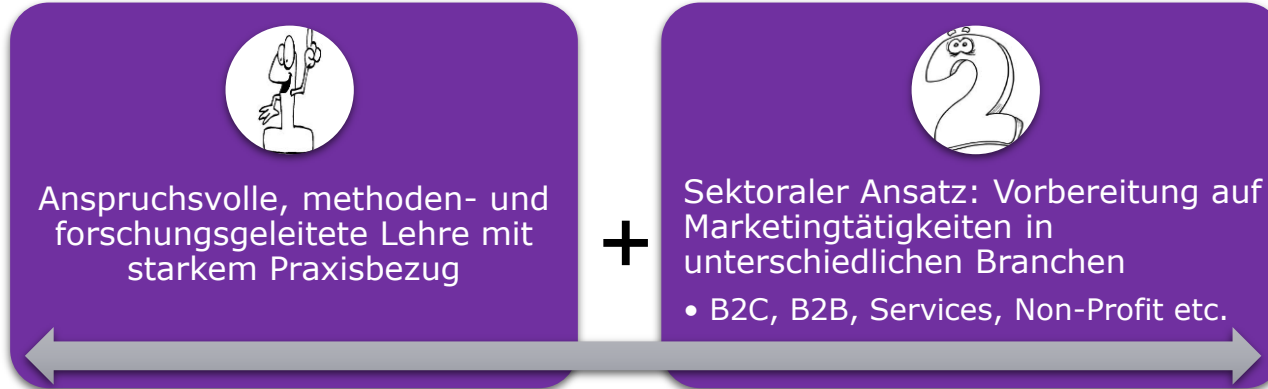 Anspruchsvolle, methoden- und
forschungsgeleitete Lehre mit
starkem Praxisbezug
+
2
Sektoraler Ansatz: Vorbereitung auf
Marketingtätigkeiten in
unterschiedlichen Branchen
• B2C, B2B, Services, Non-Profit etc.